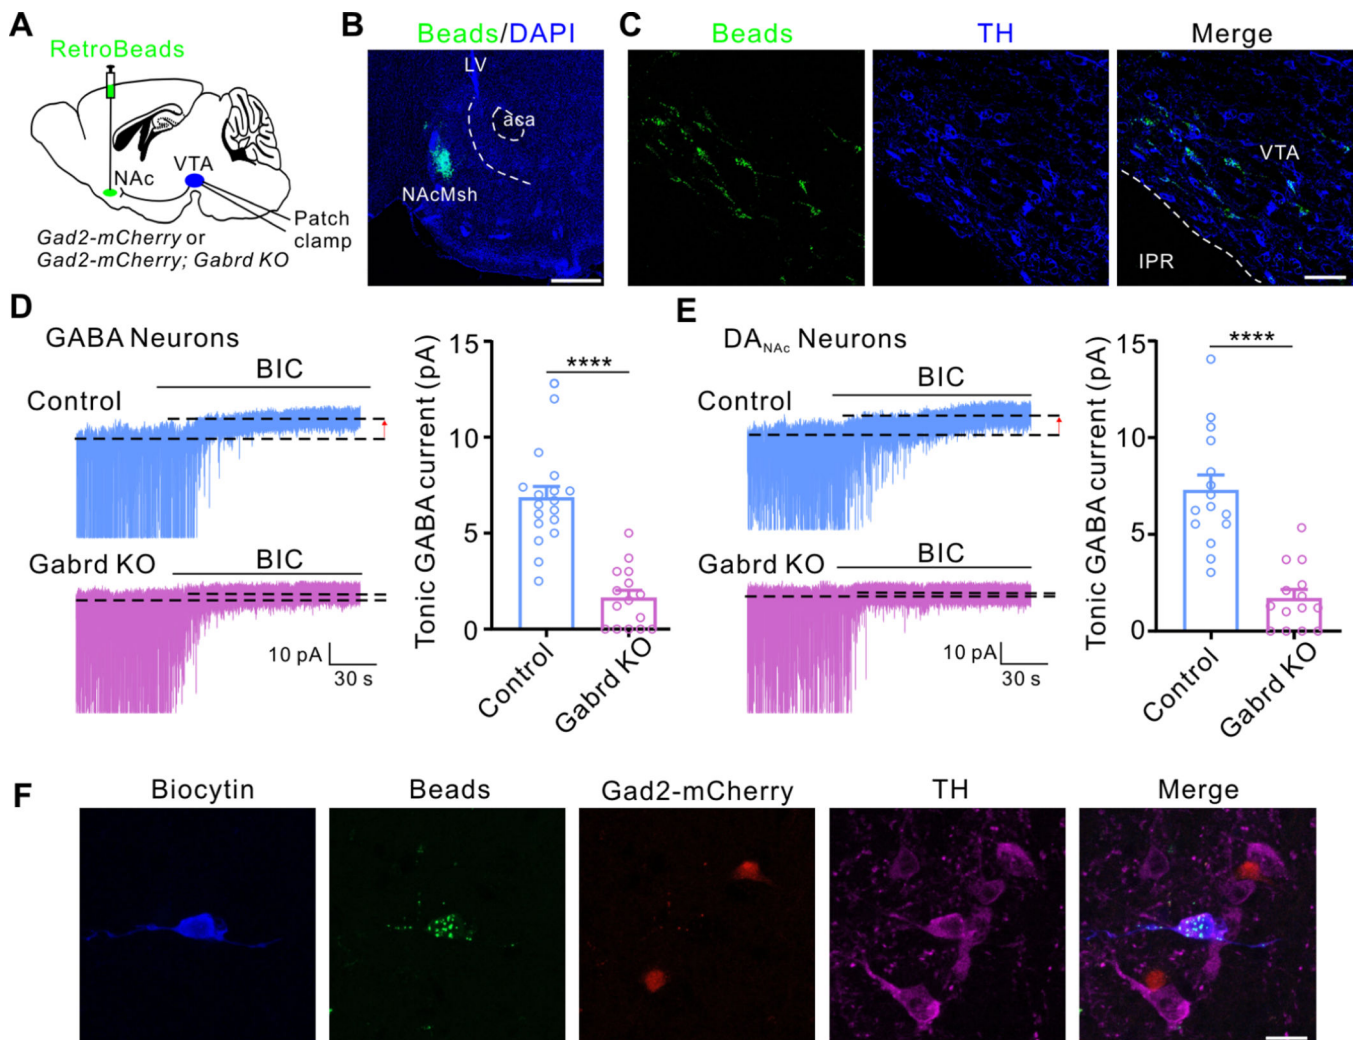 A
RetroBeads
NAc
VTA
Patch
clamp
Gad2-mCherry or
Gad2-mCherry; Gabrd KO
B
Beads/DAPI
LV
aca
NAcMsh
C
Beads
TH
Merge
VTA
IPR
D
GABA Neurons
BIC
Control
BIC
Gabrd KO
10 pA
30 s
Tonic GABA current (pA)
15
10
5
0
****
Control
Gabrd KO
E
DANAc Neurons
BIC
Control
BIC
Gabrd KO
10 pA
30 s
Tonic GABA current (pA)
15
10
5
0
****
Control
Gabrd KO
F
Biocytin
Beads
Gad2-mCherry
TH
Merge